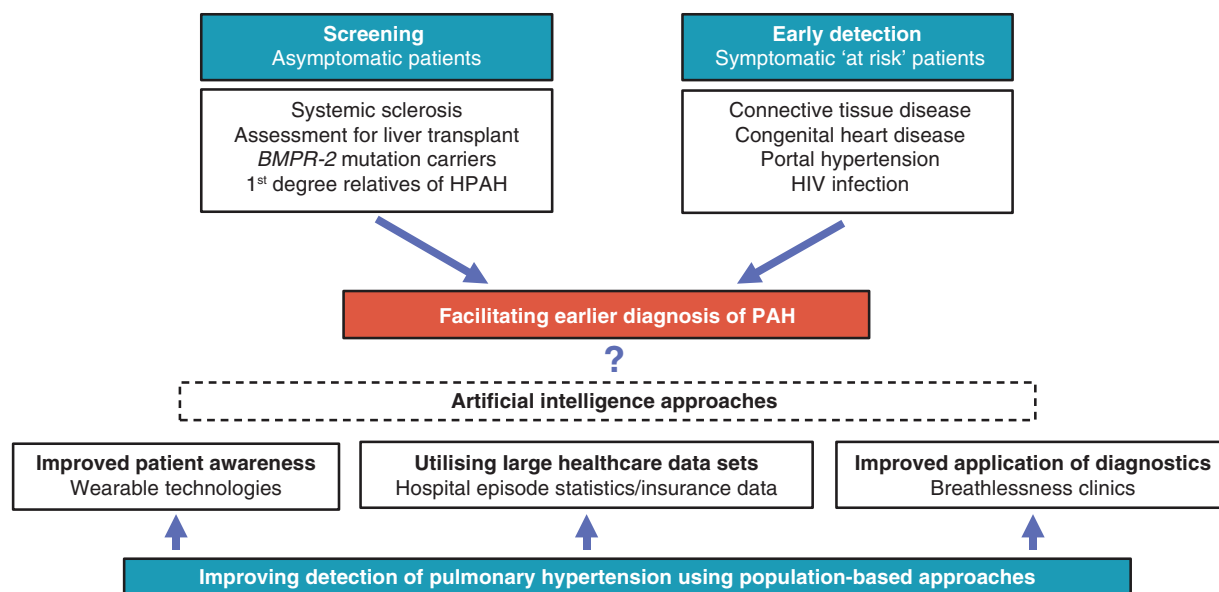 Screening
Asymptomatic patients
Systemic sclerosis
Assessment for liver transplant
BMPR-2 mutation carriers
1st degree relatives of HPAH
Early detection
Symptomatic ‘at risk’ patients
Connective tissue disease
Congenital heart disease
Portal hypertension
HIV infection
Facilitating earlier diagnosis of PAH
?
Artificial intelligence approaches
Improved patient awareness
Wearable technologies
Utilising large healthcare data sets
Hospital episode statistics/insurance data
Improved application of diagnostics
Breathlessness clinics
Improving detection of pulmonary hypertension using population-based approaches